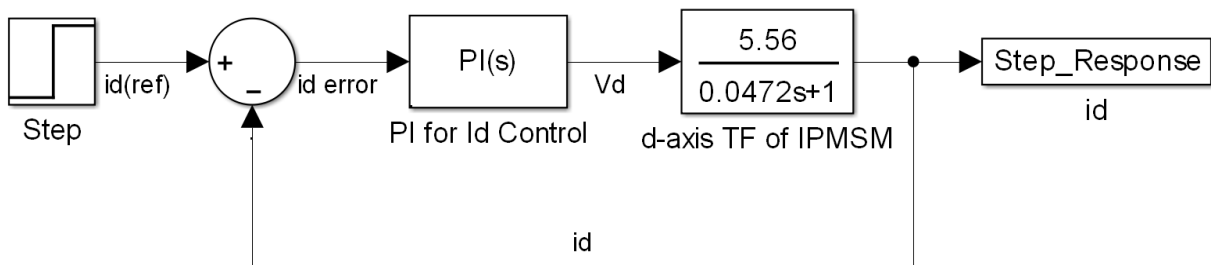 Step
id(ref)
+
−
id error
PI(s)
PI for Id Control
Vd
5.56
0.0472s+1
d-axis TF of IPMSM
Step_Response
id
id